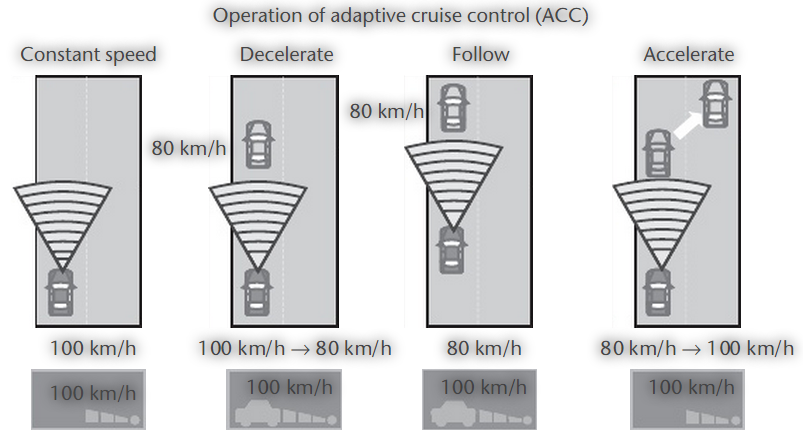 Operation of adaptive cruise control (ACC)
Constant speed
Decelerate
Follow
Accelerate
80 km/h
80 km/h
100 km/h
100 km/h → 80 km/h
80 km/h
80 km/h → 100 km/h
100 km/h
100 km/h
100 km/h
100 km/h